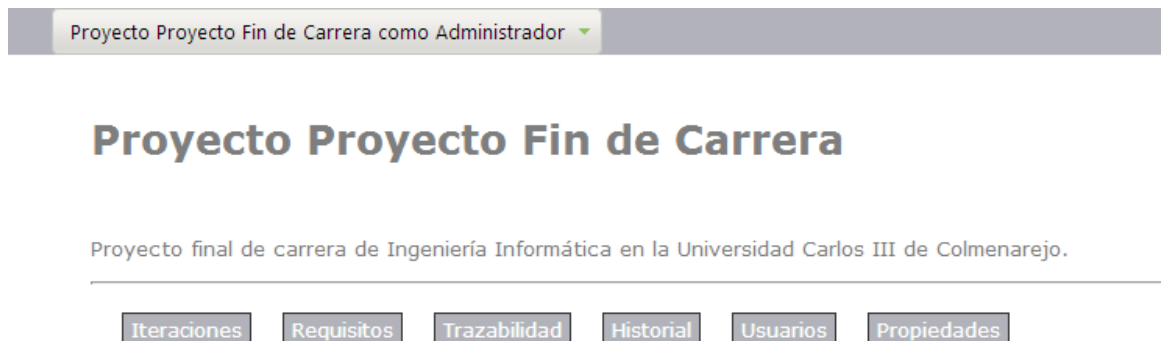 Proyecto Proyecto Fin de Carrera como Administrador
Proyecto Proyecto Fin de Carrera
Proyecto final de carrera de Ingeniería Informática en la Universidad Carlos III de Colmenarejo.
Iteraciones Requisitos Trazabilidad Historial Usuarios Propiedades